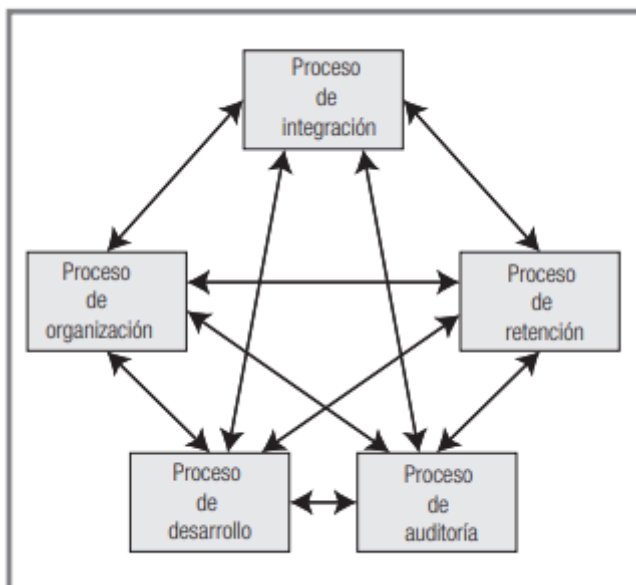 Proceso
de
integración
Proceso
de
organización
Proceso
de
retención
Proceso
de
desarrollo
Proceso
de
auditoría